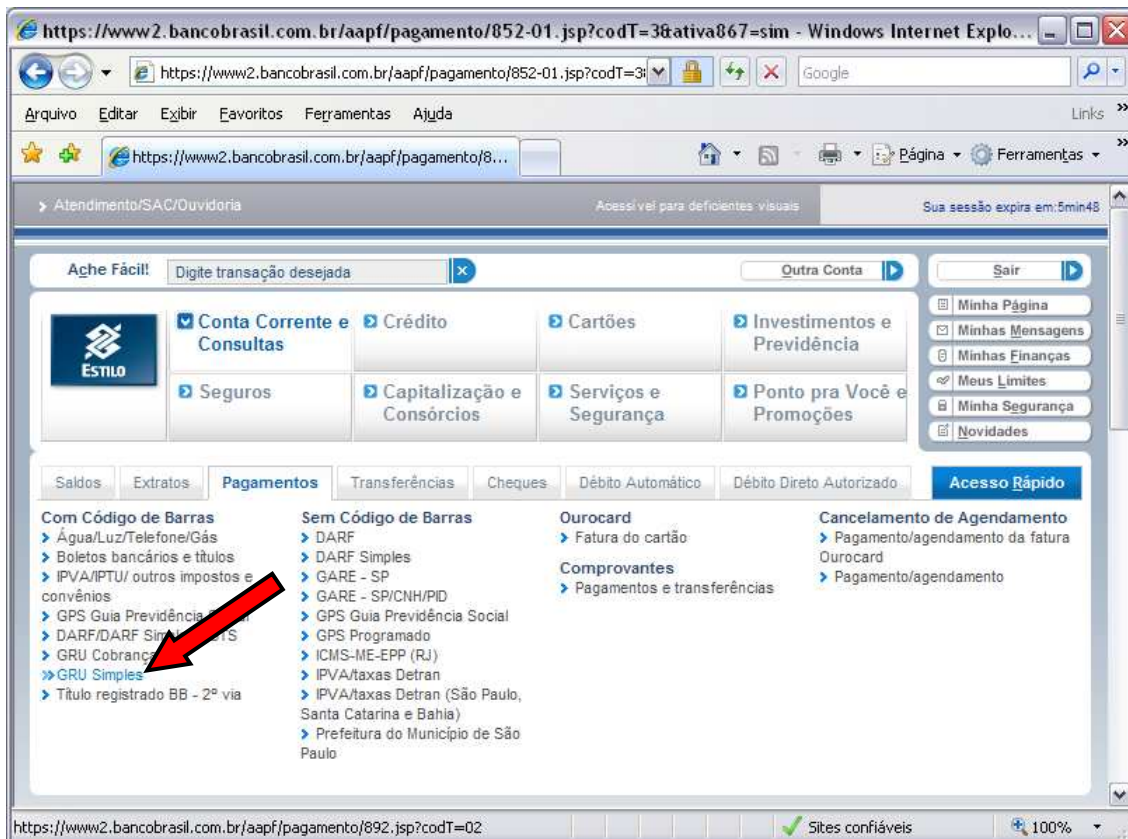 https://www2.bancobrasil.com.br/aapf/pagamento/852-01.jsp?codT=3&ativa867=sim - Windows Internet Explo...
https://www2.bancobrasil.com.br/aapf/pagamento/852-01.jsp?codT=3
Google
Arquivo Editar Exibir Favoritos Ferramentas Ajuda
Links
https://www2.bancobrasil.com.br/aapf/pagamento/8...
Página Ferramentas
Atendimento/SAC/Ouvidoria
Acessível para deficientes visuais
Sua sessão expira em:5min48
Ache Fácil!
Digite transação desejada
Outra Conta
Sair
ESTILO
Conta Corrente e
Consultas
Crédito
Cartões
Investimentos e
Previdência
Seguros
Capitalização e
Consórcios
Serviços e
Segurança
Ponto pra Você e
Promoções
Minha Página
Minhas Mensagens
Minhas Finanças
Meus Limites
Minha Segurança
Novidades
Saldos Extratos Pagamentos Transferências Cheques Débito Automático Débito Direto Autorizado Acesso Rápido
Com Código de Barras
Água/Luz/Telefone/Gás
Boletos bancários e títulos
IPVA/IPTU/ outros impostos e
convênios
GPS Guia Previdência
DARF/DARF
GRU Cobrança
GRU Simples
Título registrado BB - 2º via
Sem Código de Barras
DARF
DARF Simples
GARE - SP
GARE - SP/CNH/PID
GPS Guia Previdência Social
GPS Programado
ICMS-ME-EPP (RJ)
IPVA/taxas Detran
IPVA/taxas Detran (São Paulo,
Santa Catarina e Bahia)
Prefeitura do Município de São
Paulo
Ourocard
Fatura do cartão
Comprovantes
Pagamentos e transferências
Cancelamento de Agendamento
Pagamento/agendamento da fatura
Ourocard
Pagamento/agendamento
https://www2.bancobrasil.com.br/aapf/pagamento/892.jsp?codT=02
Sites confiáveis
100%